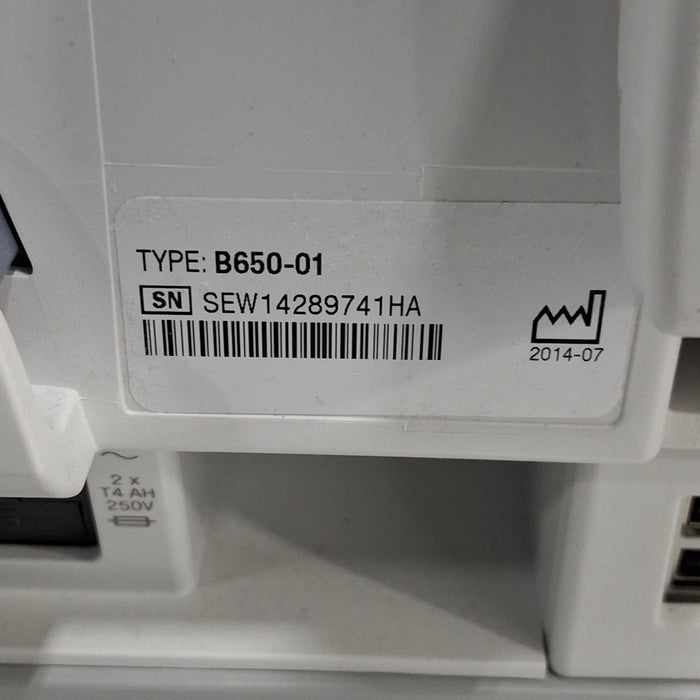 TYPE: B650-01
SN SEW14289741HA
2014-07
2 x
T4 AH
250V